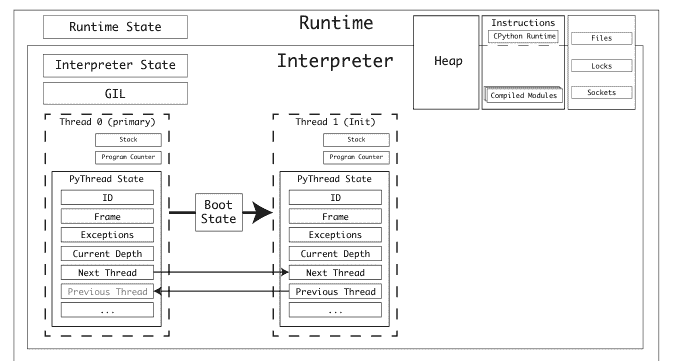 Runtime State
Runtime
Interpreter State
Interpreter
GIL
Heap
Instructions
CPython Runtime
Compiled Modules
Files
Locks
Sockets
Thread 0 (primary)
Stack
Program Counter
PyThread State
ID
Frame
Exceptions
Current Depth
Next Thread
Previous Thread
...
Boot
State
Thread 1 (Init)
Stack
Program Counter
PyThread State
ID
Frame
Exceptions
Current Depth
Next Thread
Previous Thread
...